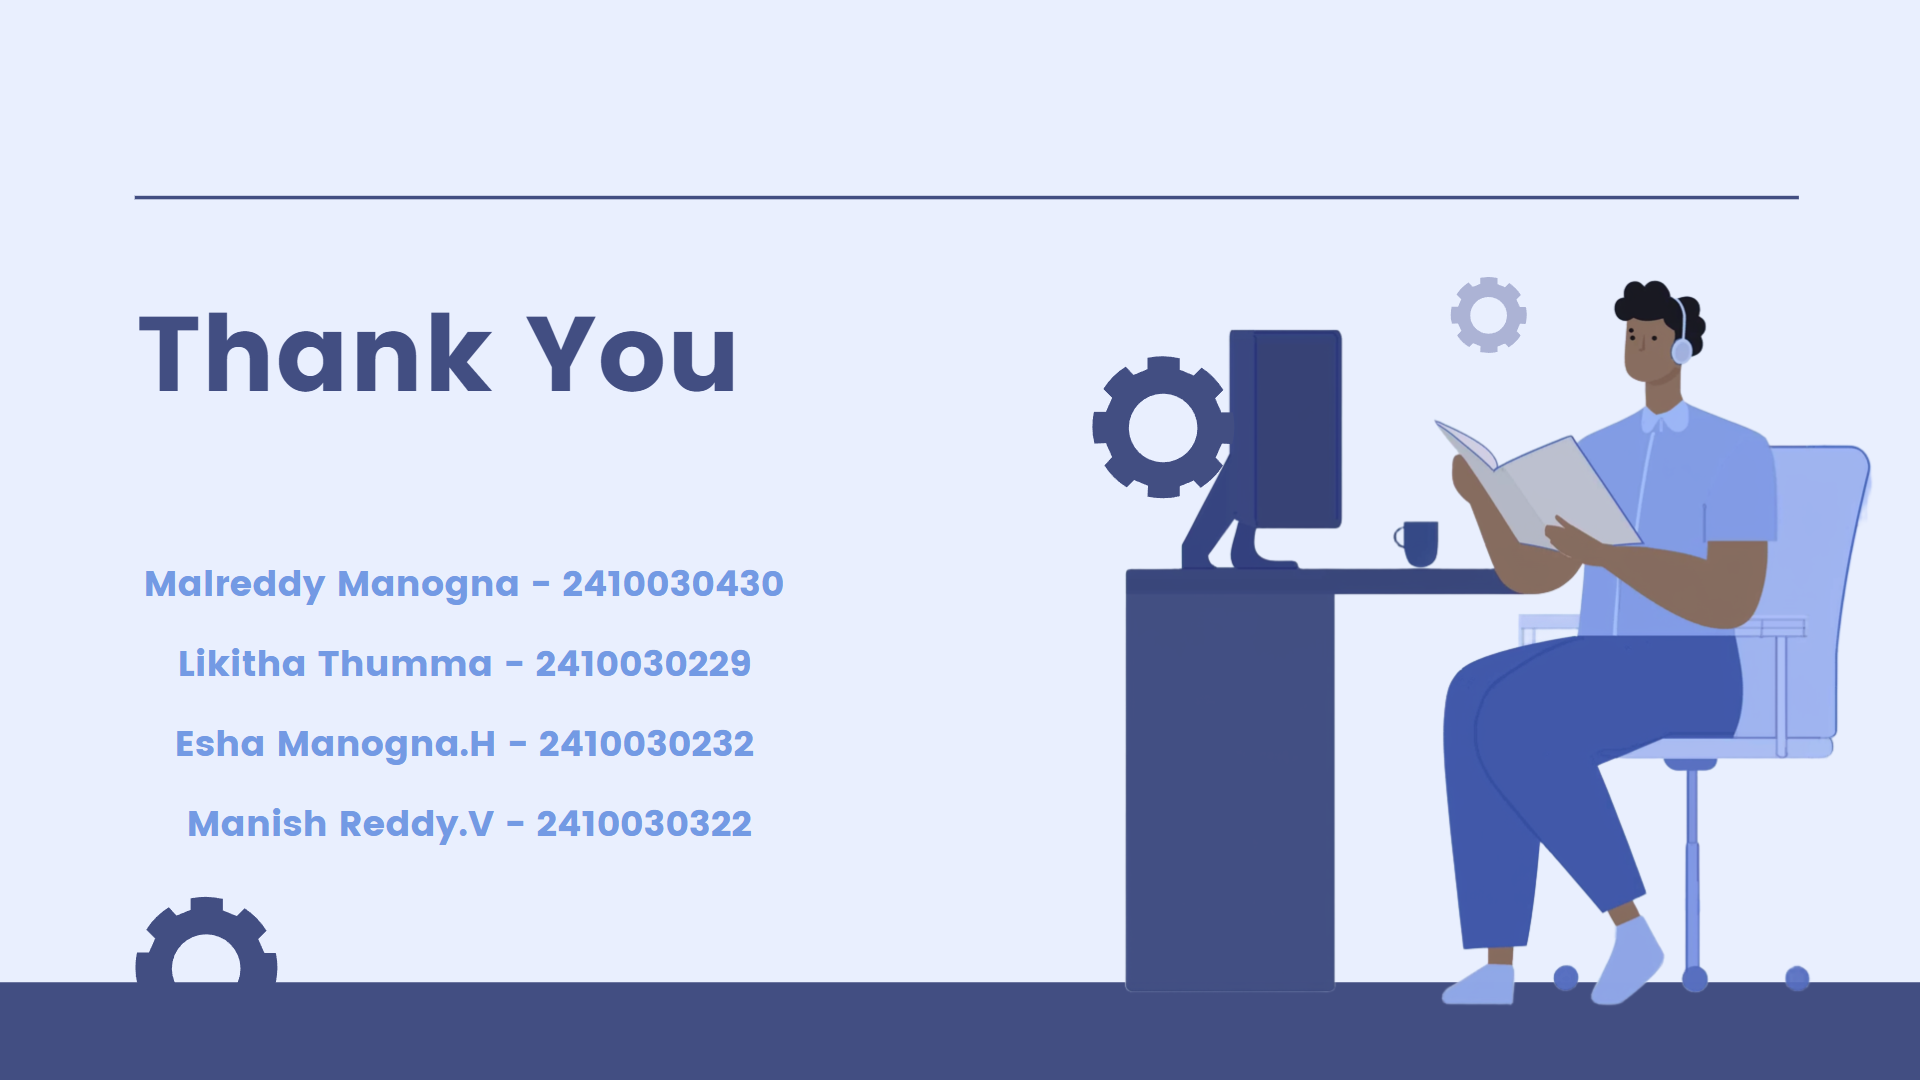 Thank You
Malreddy Manogna - 2410030430
Likitha Thumma - 2410030229
Esha Manogna.H - 2410030232
Manish Reddy.V - 2410030322